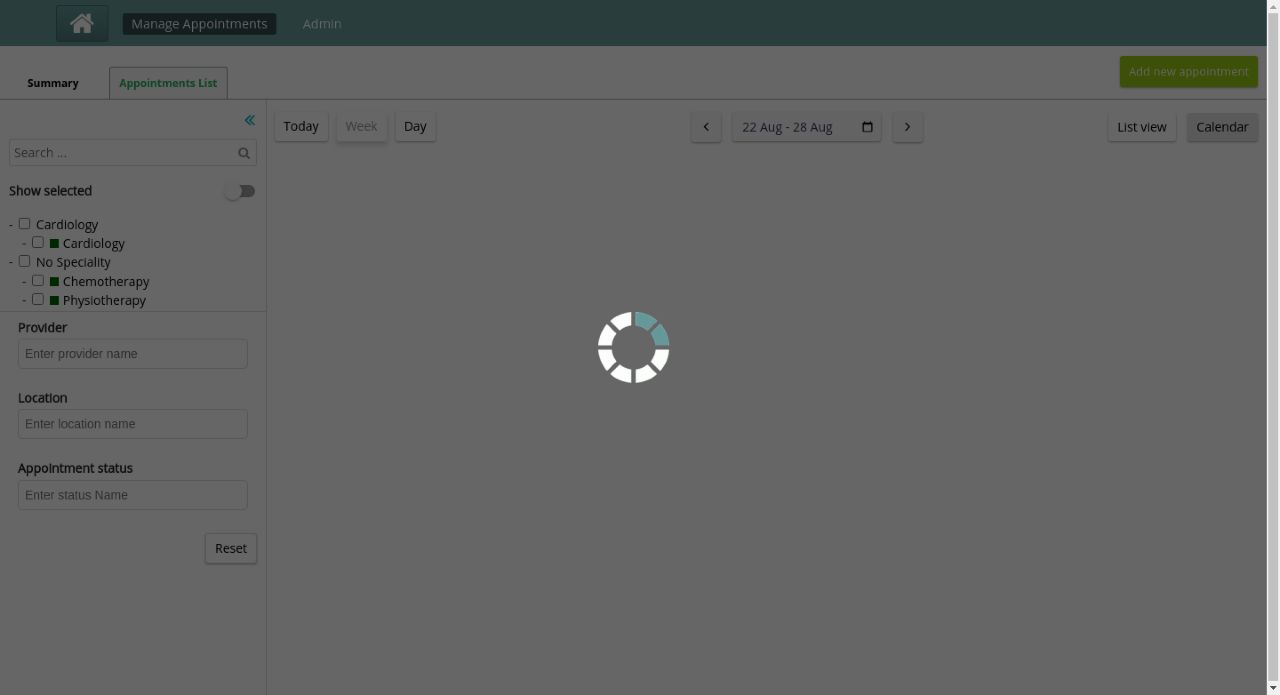 Manage Appointments
Admin
Summary
Appointments List
Add new appointment
Today
Week
Day
22 Aug - 28 Aug
List view
Calendar
Search ...
Show selected
- Cardiology
- Cardiology
- No Speciality
- Chemotherapy
- Physiotherapy
Provider
Enter provider name
Location
Enter location name
Appointment status
Enter status Name
Reset